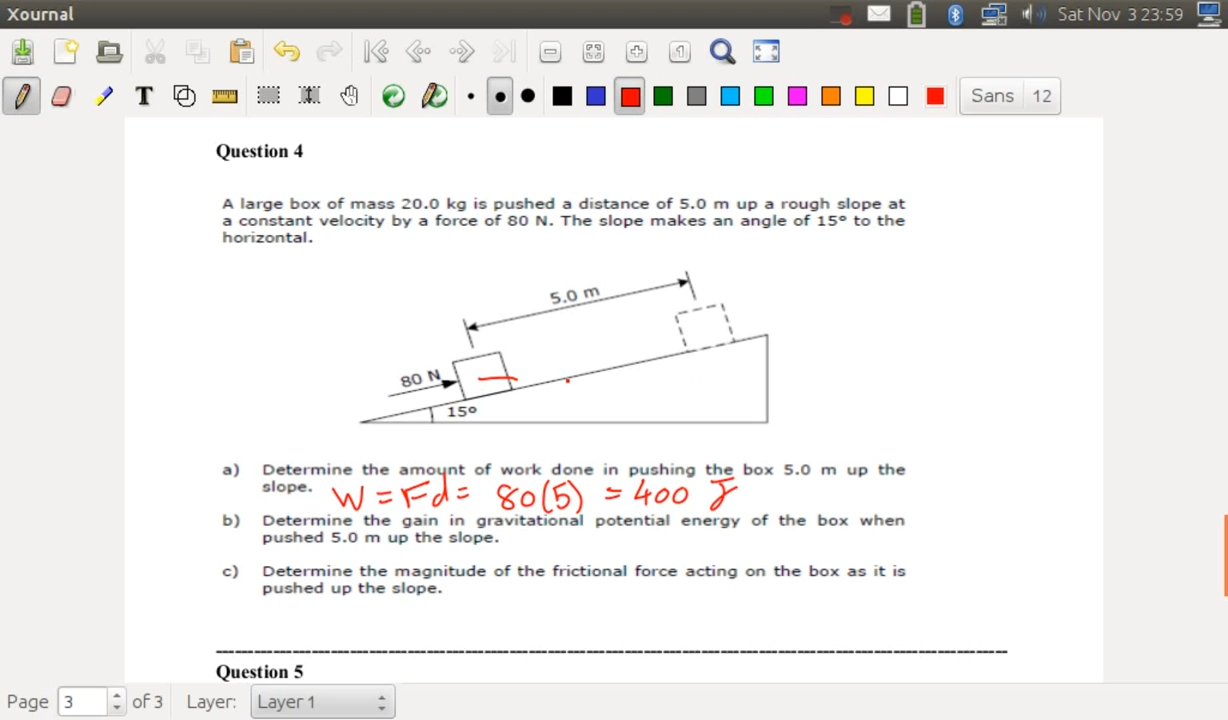 Xournal
Sat Nov 3 23:59
Sans 12
Question 4
A large box of mass 20.0 kg is pushed a distance of 5.0 m up a rough slope at
a constant velocity by a force of 80 N. The slope makes an angle of 15º to the
horizontal.
5.0 m
80 N
15º
a) Determine the amount of work done in pushing the box 5.0 m up the
slope. W = Fd = 80(5) = 400 J
b) Determine the gain in gravitational potential energy of the box when
pushed 5.0 m up the slope.
c) Determine the magnitude of the frictional force acting on the box as it is
pushed up the slope.
Question 5
Page 3 of 3 Layer: Layer 1